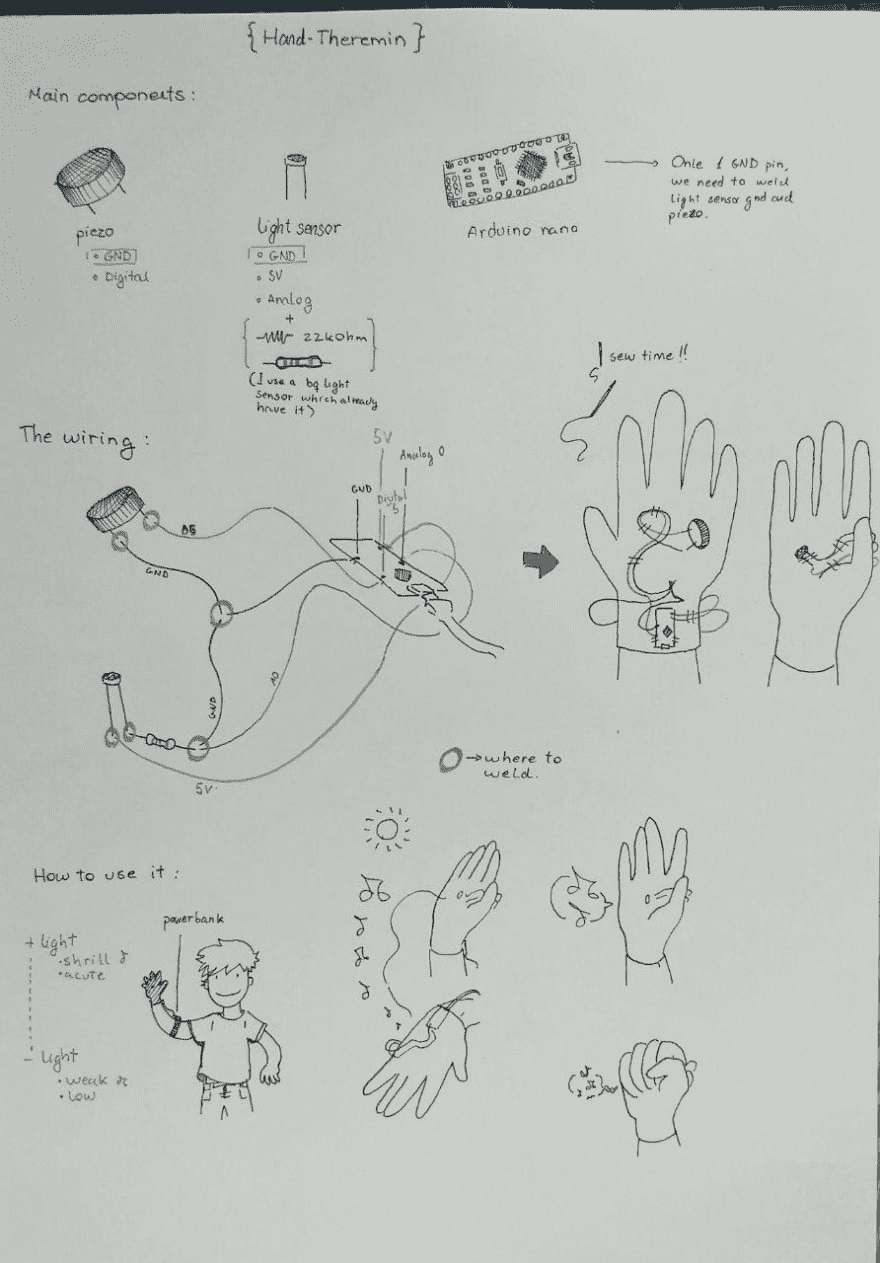 { Hand-Theremin }
Main components :
piezo
• GND
• Digital
light sensor
• GND
• 5V
• Analog
+
22kOhm
(I use a bq light
sensor which already
have it)
Arduino nano
Only 1 GND pin,
we need to weld
light sensor gnd and
piezo.
sew time !!
The wiring :
5V
Analog 0
GND
Digital
5
D5
GND
GND
A0
5V
→ where to
weld.
How to use it :
+ light
• shrill ♪
• acute
- light
• weak ♫
• low
powerbank